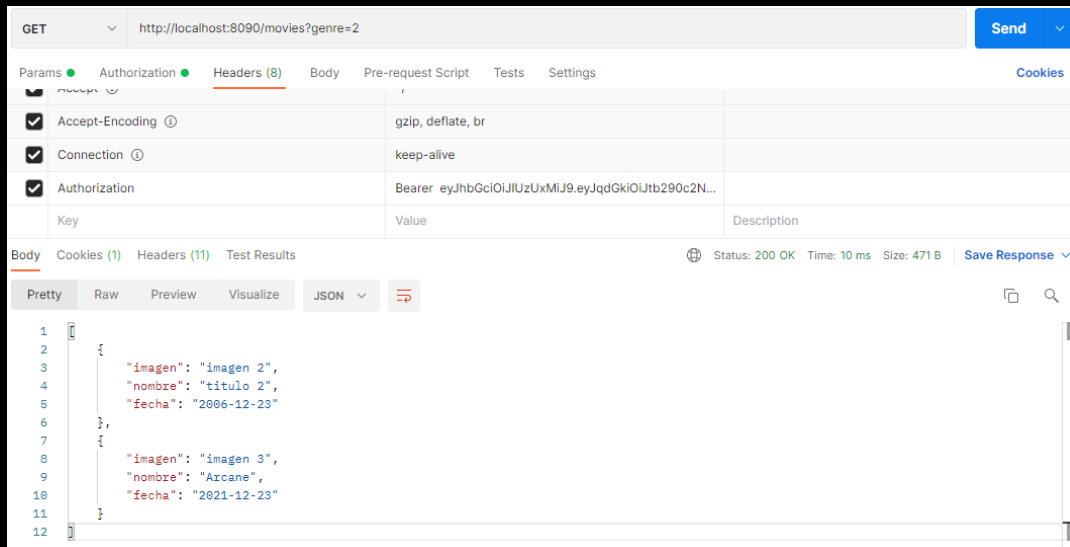 GET http://localhost:8090/movies?genre=2 Send
Params Authorization Headers (8) Body Pre-request Script Tests Settings Cookies
Accept-Encoding gzip, deflate, br
Connection keep-alive
Authorization Bearer eyJhbGciOiJIUzUxMiJ9.eyJqdGkiOiJtb290c2N...
Key Value Description
Body Cookies (1) Headers (11) Test Results Status: 200 OK Time: 10 ms Size: 471 B Save Response
Pretty Raw Preview Visualize JSON
1 [
2 {
3 "imagen": "imagen 2",
4 "nombre": "titulo 2",
5 "fecha": "2006-12-23"
6 },
7 {
8 "imagen": "imagen 3",
9 "nombre": "Arcane",
10 "fecha": "2021-12-23"
11 }
12 ]